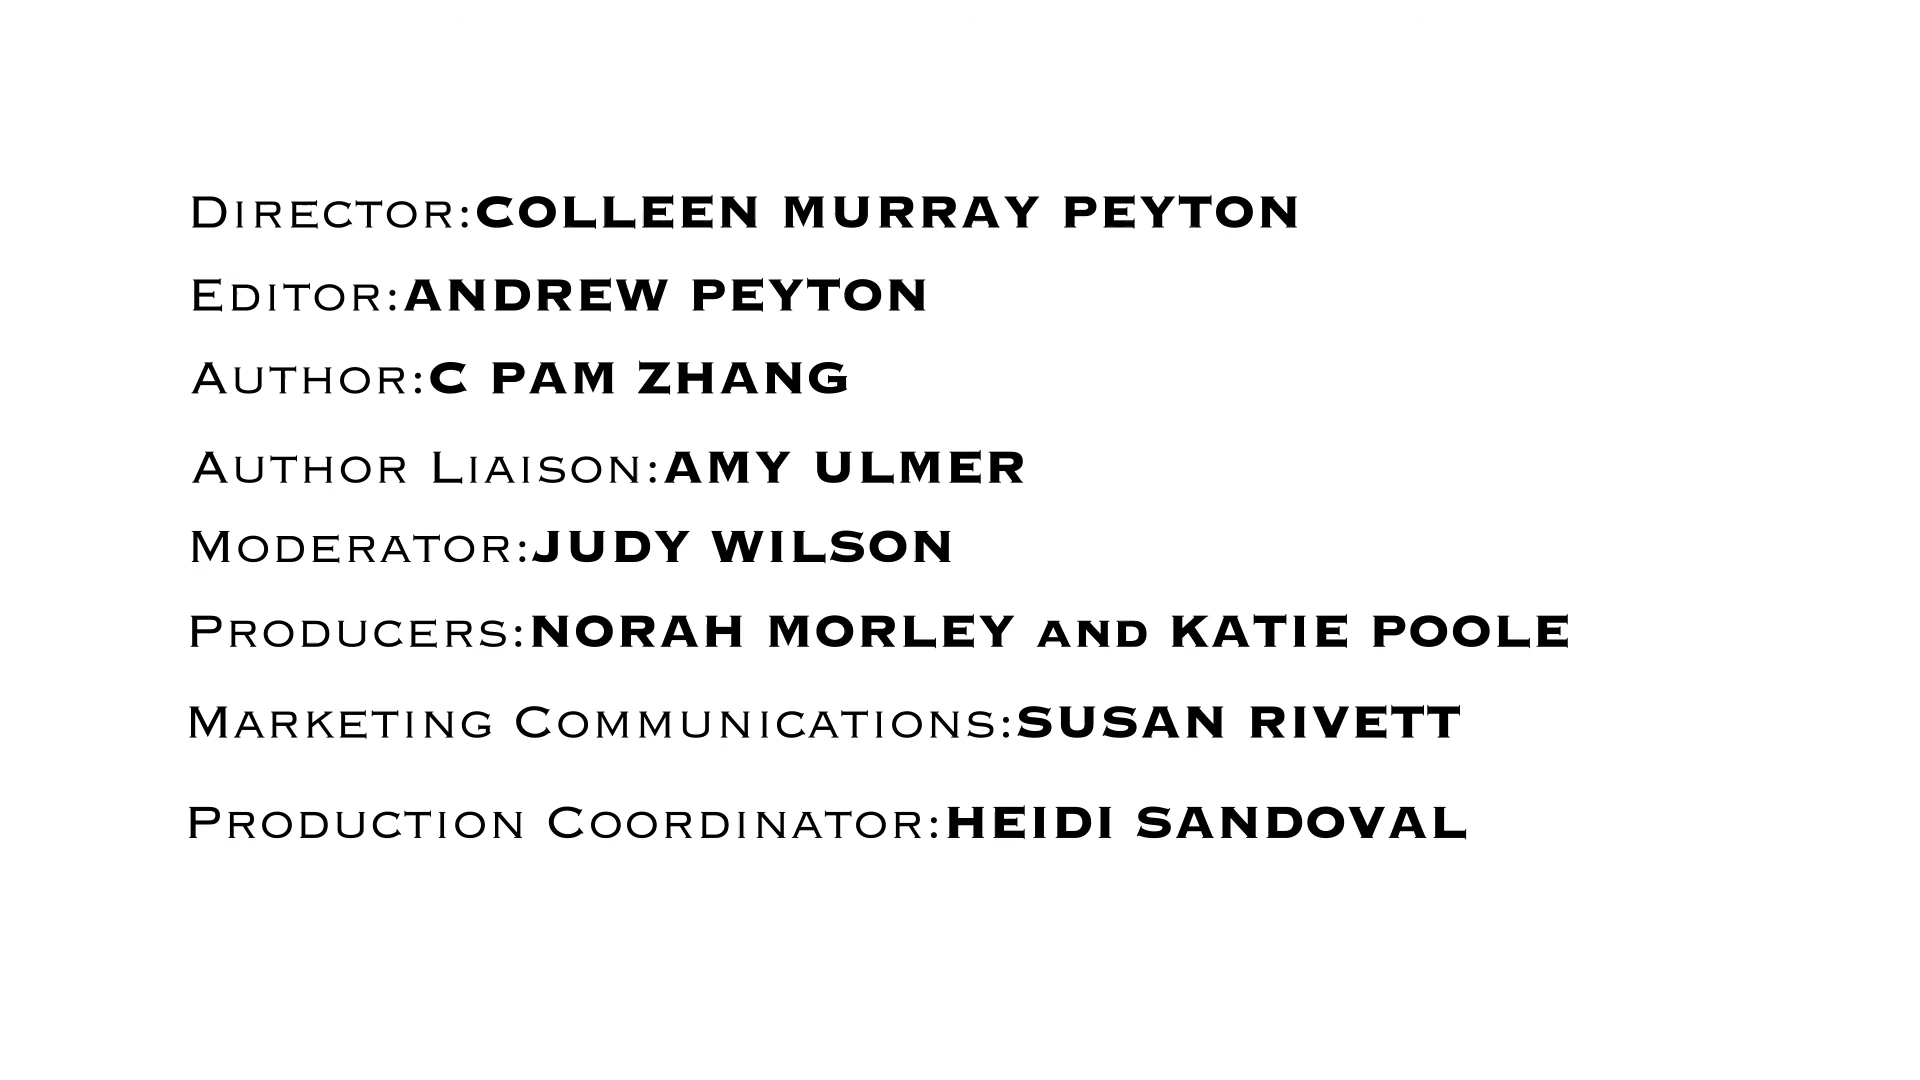 Director:COLLEEN MURRAY PEYTON
Editor:ANDREW PEYTON
Author:C PAM ZHANG
Author Liaison:AMY ULMER
Moderator:JUDY WILSON
Producers:NORAH MORLEY and KATIE POOLE
Marketing Communications:SUSAN RIVETT
Production Coordinator:HEIDI SANDOVAL